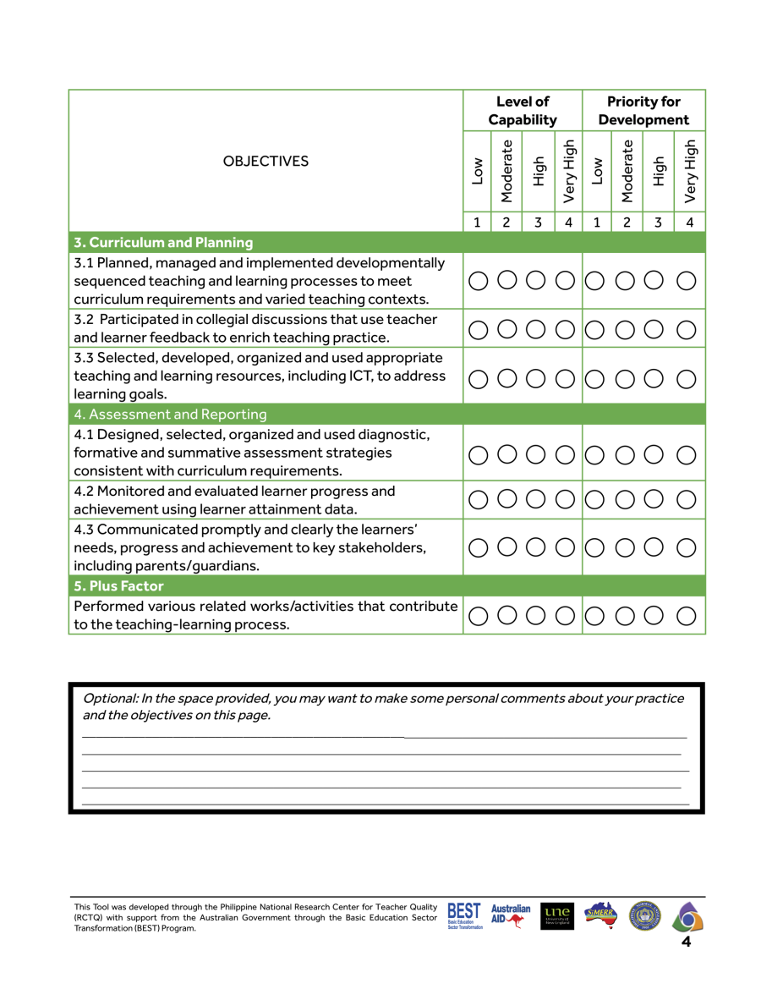 Level of
Capability
Priority for
Development
OBJECTIVES
Low
Moderate
High
Very High
Low
Moderate
High
Very High
1 2 3 4 1 2 3 4
3. Curriculum and Planning
3.1 Planned, managed and implemented developmentally
sequenced teaching and learning processes to meet
curriculum requirements and varied teaching contexts.
3.2 Participated in collegial discussions that use teacher
and learner feedback to enrich teaching practice.
3.3 Selected, developed, organized and used appropriate
teaching and learning resources, including ICT, to address
learning goals.
4. Assessment and Reporting
4.1 Designed, selected, organized and used diagnostic,
formative and summative assessment strategies
consistent with curriculum requirements.
4.2 Monitored and evaluated learner progress and
achievement using learner attainment data.
4.3 Communicated promptly and clearly the learners'
needs, progress and achievement to key stakeholders,
including parents/guardians.
5. Plus Factor
Performed various related works/activities that contribute
to the teaching-learning process.
Optional: In the space provided, you may want to make some personal comments about your practice
and the objectives on this page.
This Tool was developed through the Philippine National Research Center for Teacher Quality
(RCTQ) with support from the Australian Government through the Basic Education Sector
Transformation (BEST) Program.
BEST
Basic Education
Sector Transformation
Australian
AID
une
University of
New England
SiMERR
4